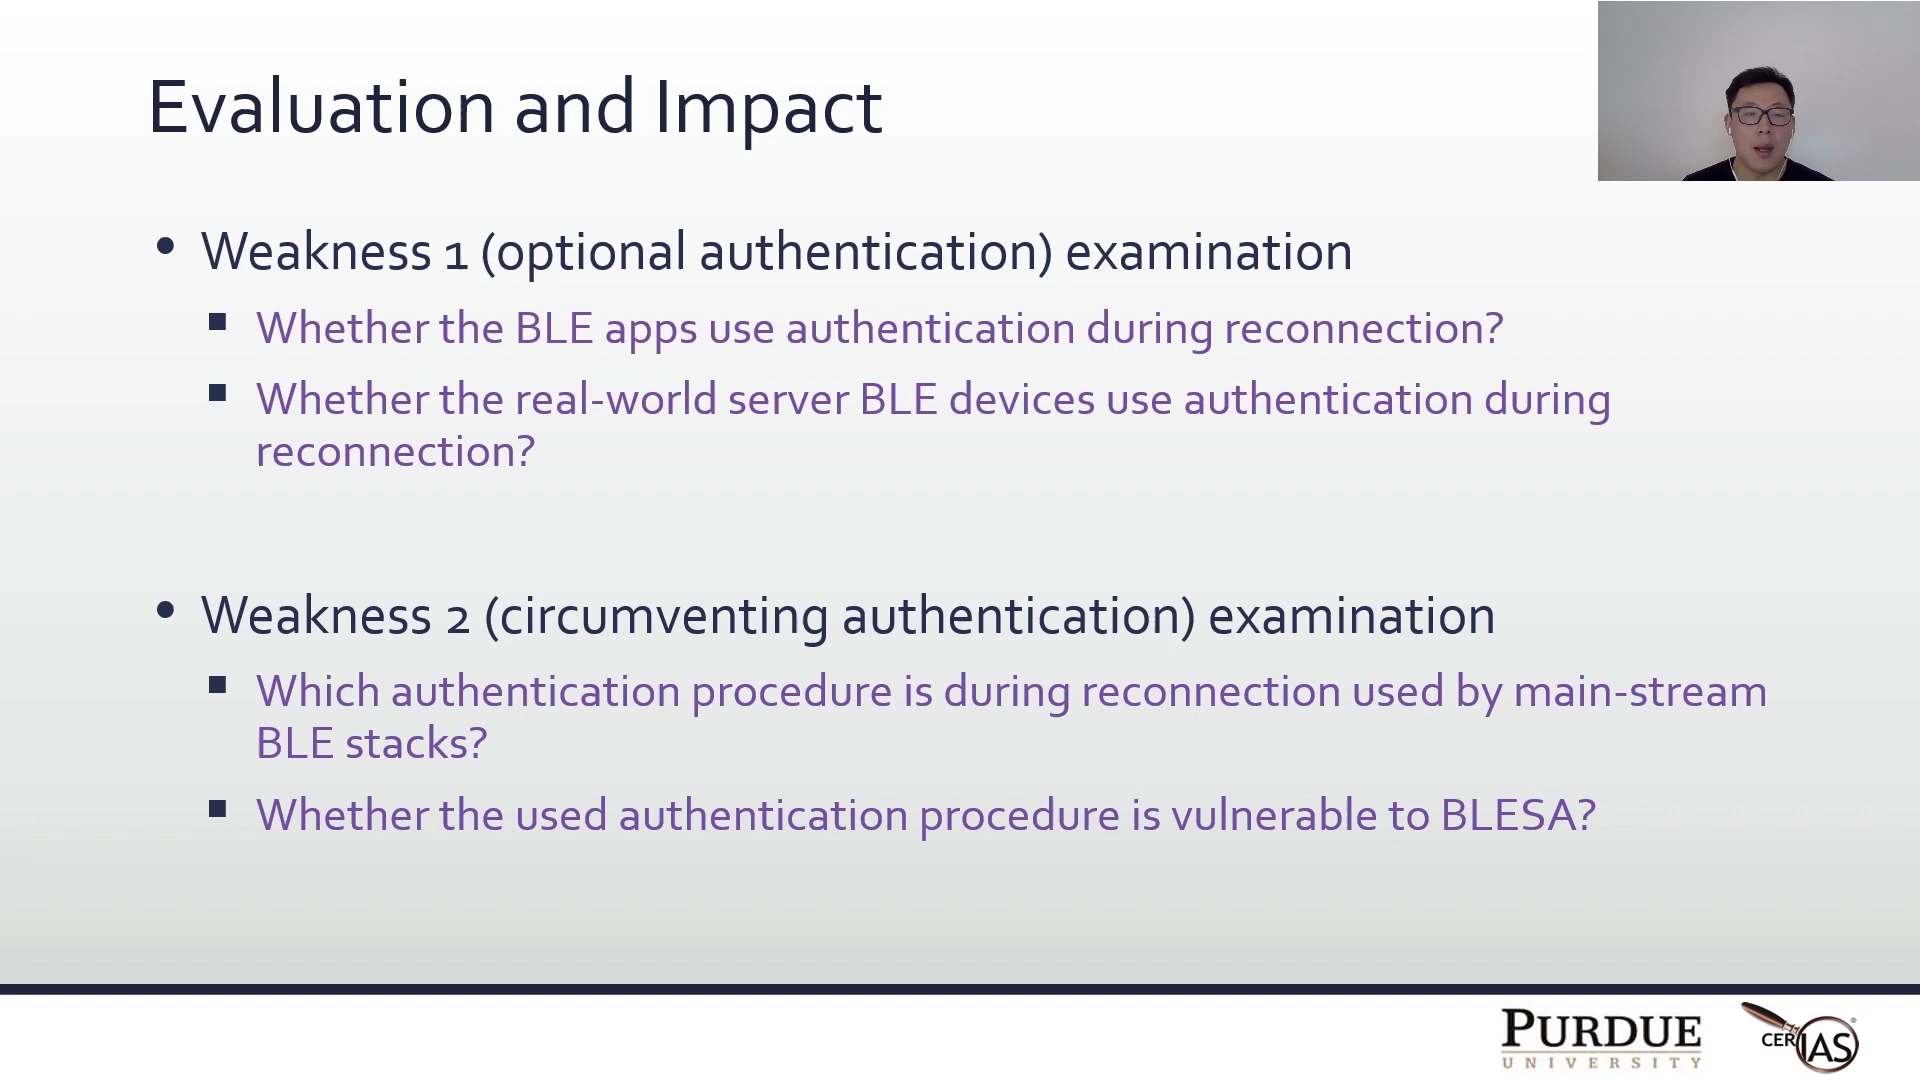 Evaluation and Impact
• Weakness 1 (optional authentication) examination
▪ Whether the BLE apps use authentication during reconnection?
▪ Whether the real-world server BLE devices use authentication during
reconnection?
• Weakness 2 (circumventing authentication) examination
▪ Which authentication procedure is during reconnection used by main-stream
BLE stacks?
▪ Whether the used authentication procedure is vulnerable to BLESA?
PURDUE
UNIVERSITY
CERIAS®